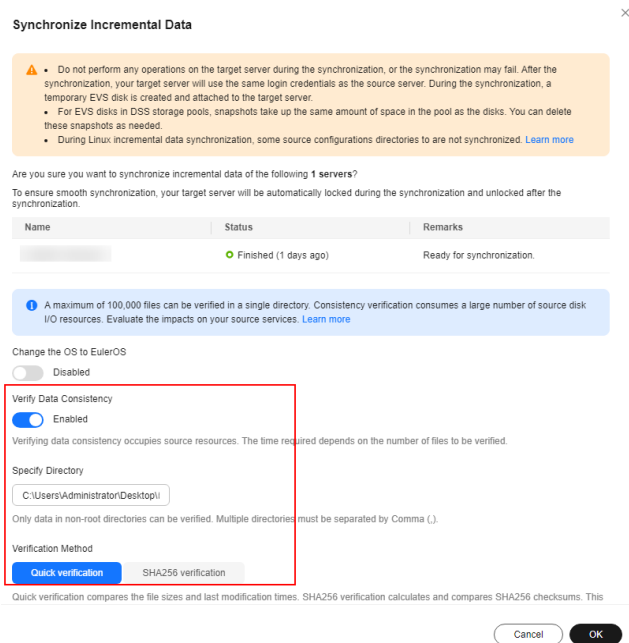 Synchronize Incremental Data
• Do not perform any operations on the target server during the synchronization, or the synchronization may fail. After the
synchronization, your target server will use the same login credentials as the source server. During the synchronization, a
temporary EVS disk is created and attached to the target server.
• For EVS disks in DSS storage pools, snapshots take up the same amount of space in the pool as the disks. You can delete
these snapshots as needed.
• During Linux incremental data synchronization, some source configurations directories to are not synchronized. Learn more
Are you sure you want to synchronize incremental data of the following 1 servers?
To ensure smooth synchronization, your target server will be automatically locked during the synchronization and unlocked after the
synchronization.
Name Status Remarks
Finished (1 days ago) Ready for synchronization.
A maximum of 100,000 files can be verified in a single directory. Consistency verification consumes a large number of source disk
I/O resources. Evaluate the impacts on your source services. Learn more
Change the OS to EulerOS
Disabled
Verify Data Consistency
Enabled
Verifying data consistency occupies source resources. The time required depends on the number of files to be verified.
Specify Directory
C:\Users\Administrator\Desktop\
Only data in non-root directories can be verified. Multiple directories must be separated by Comma (,).
Verification Method
Quick verification SHA256 verification
Quick verification compares the file sizes and last modification times. SHA256 verification calculates and compares SHA256 checksums. This
Cancel OK